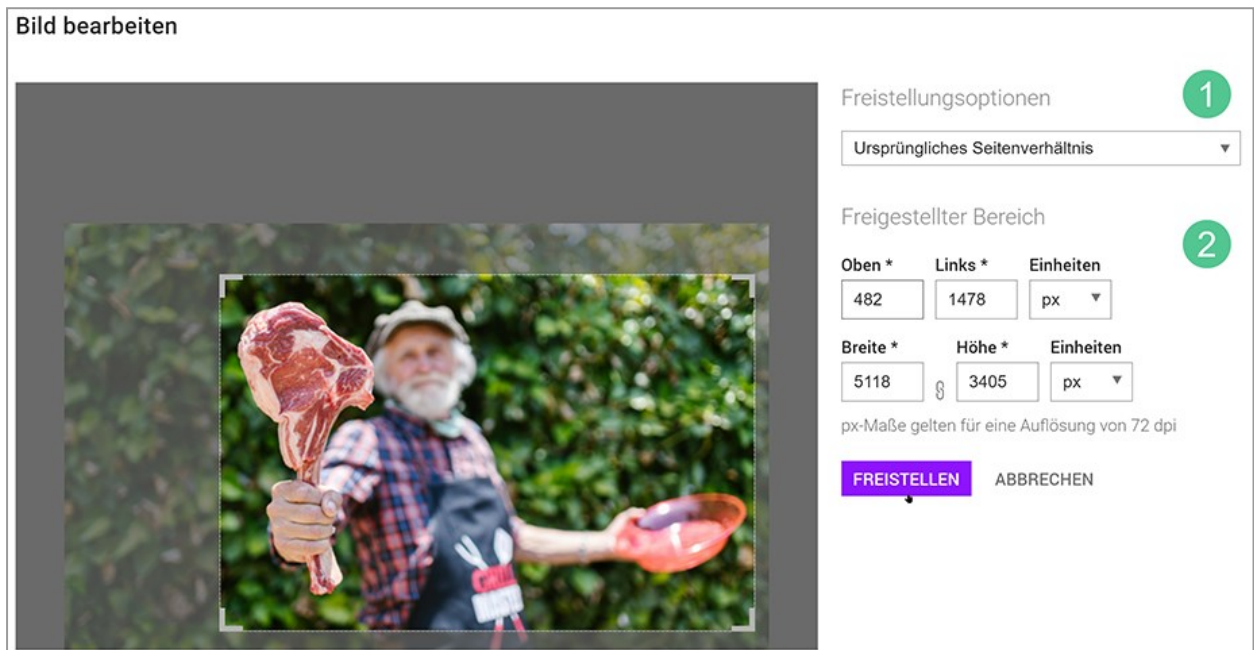 Bild bearbeiten
Freistellungsoptionen
1
Ursprüngliches Seitenverhältnis
Freigestellter Bereich
2
Oben * Links * Einheiten
482 1478 px
Breite * Höhe * Einheiten
5118 3405 px
px-Maße gelten für eine Auflösung von 72 dpi
FREISTELLEN ABBRECHEN